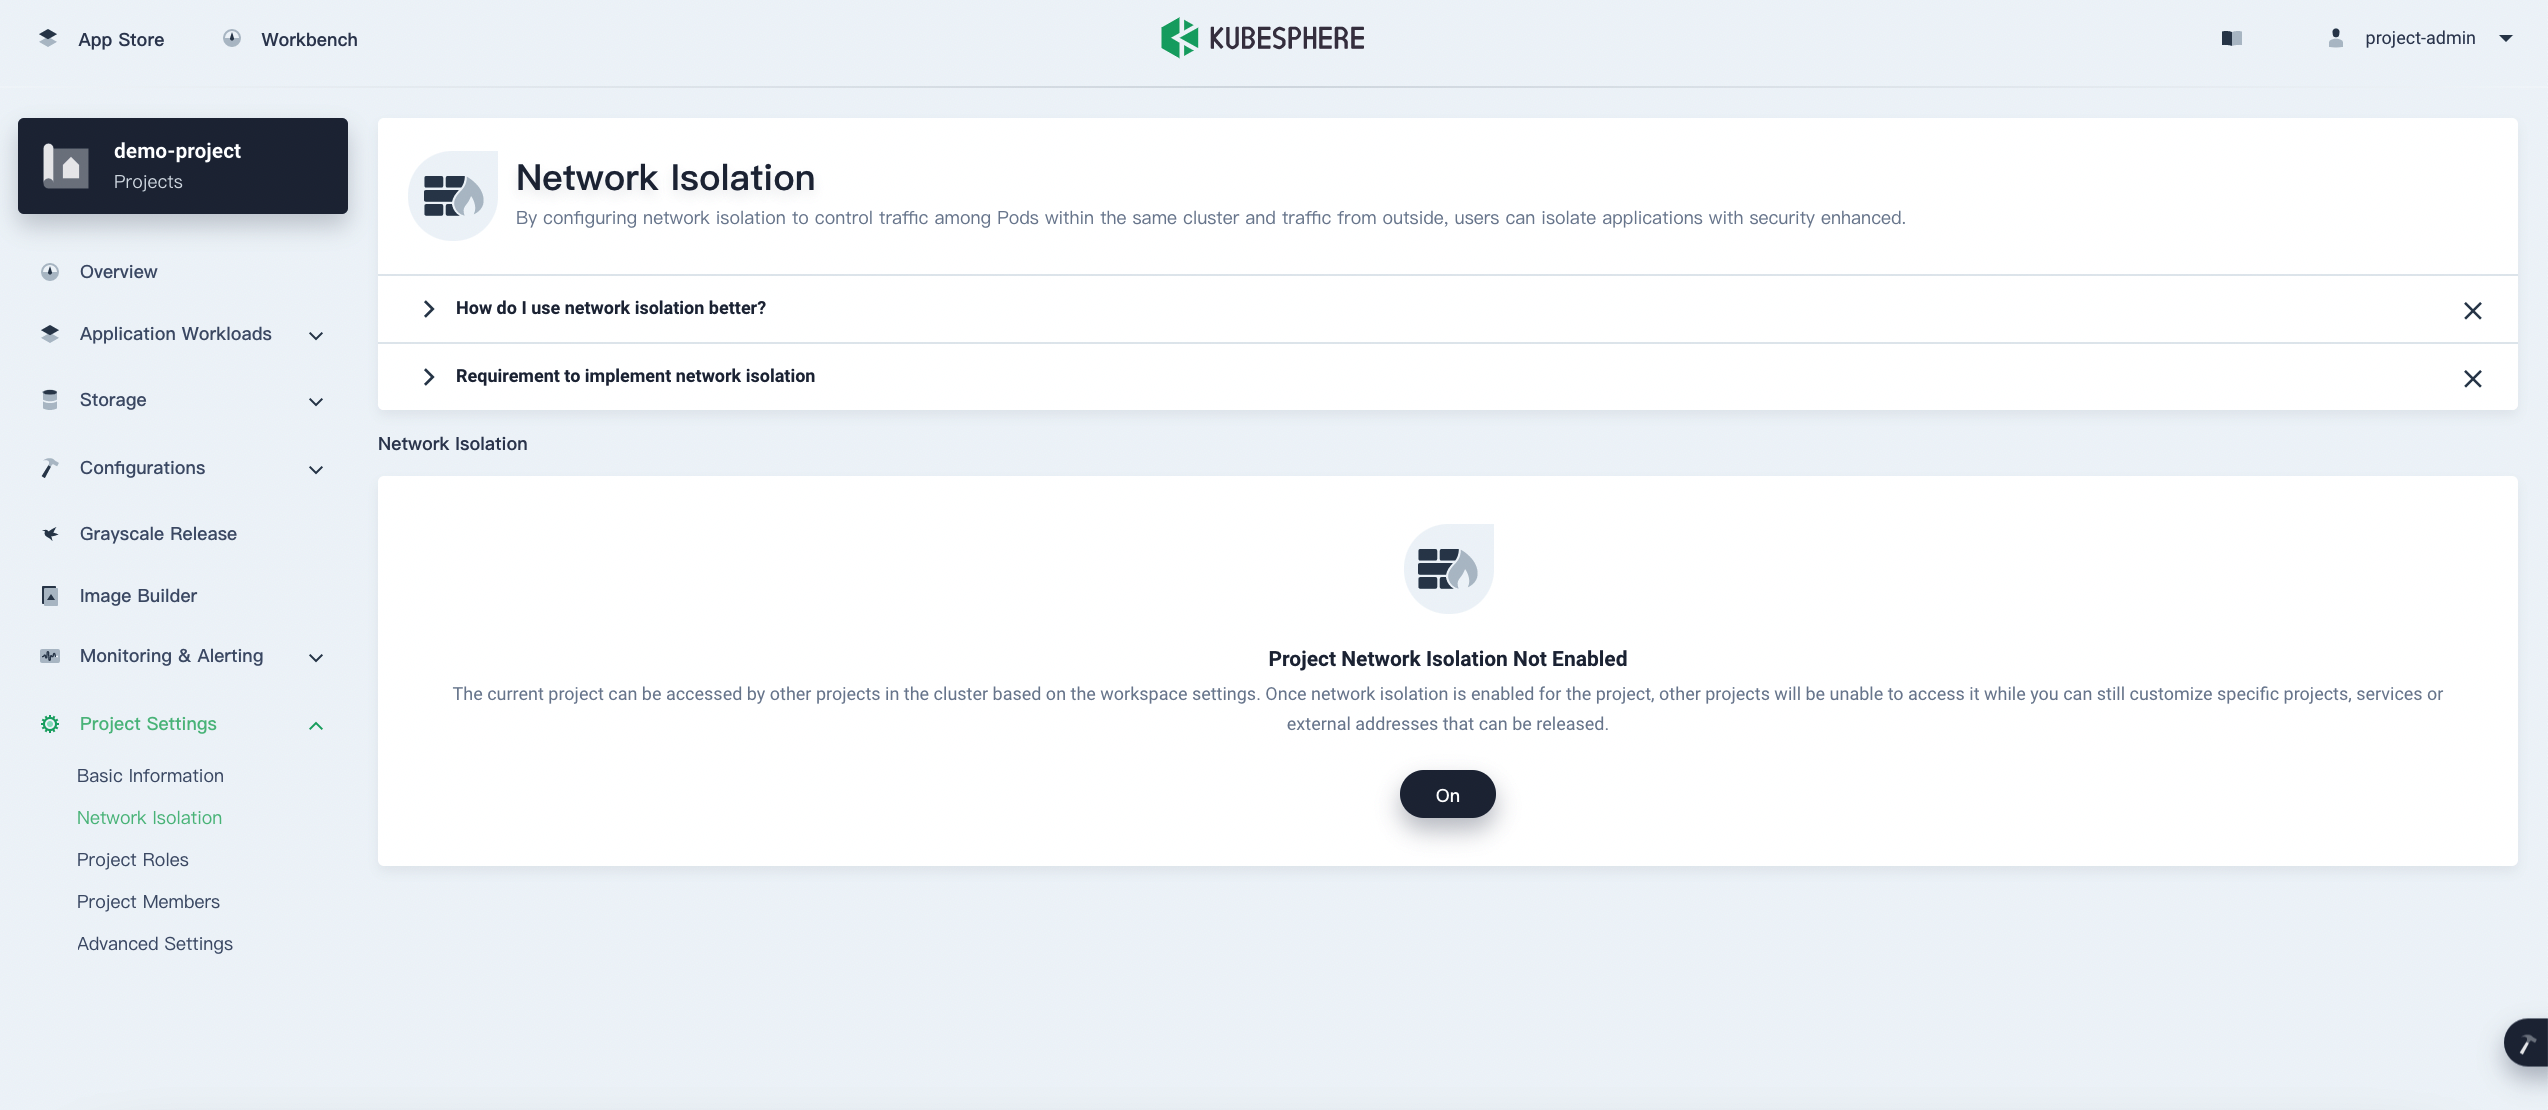 App Store
Workbench
KUBESPHERE
project-admin
demo-project
Projects
Overview
Application Workloads
Storage
Configurations
Grayscale Release
Image Builder
Monitoring & Alerting
Project Settings
Basic Information
Network Isolation
Project Roles
Project Members
Advanced Settings
Network Isolation
By configuring network isolation to control traffic among Pods within the same cluster and traffic from outside, users can isolate applications with security enhanced.
How do I use network isolation better?
Requirement to implement network isolation
Network Isolation
Project Network Isolation Not Enabled
The current project can be accessed by other projects in the cluster based on the workspace settings. Once network isolation is enabled for the project, other projects will be unable to access it while you can still customize specific projects, services or
external addresses that can be released.
On